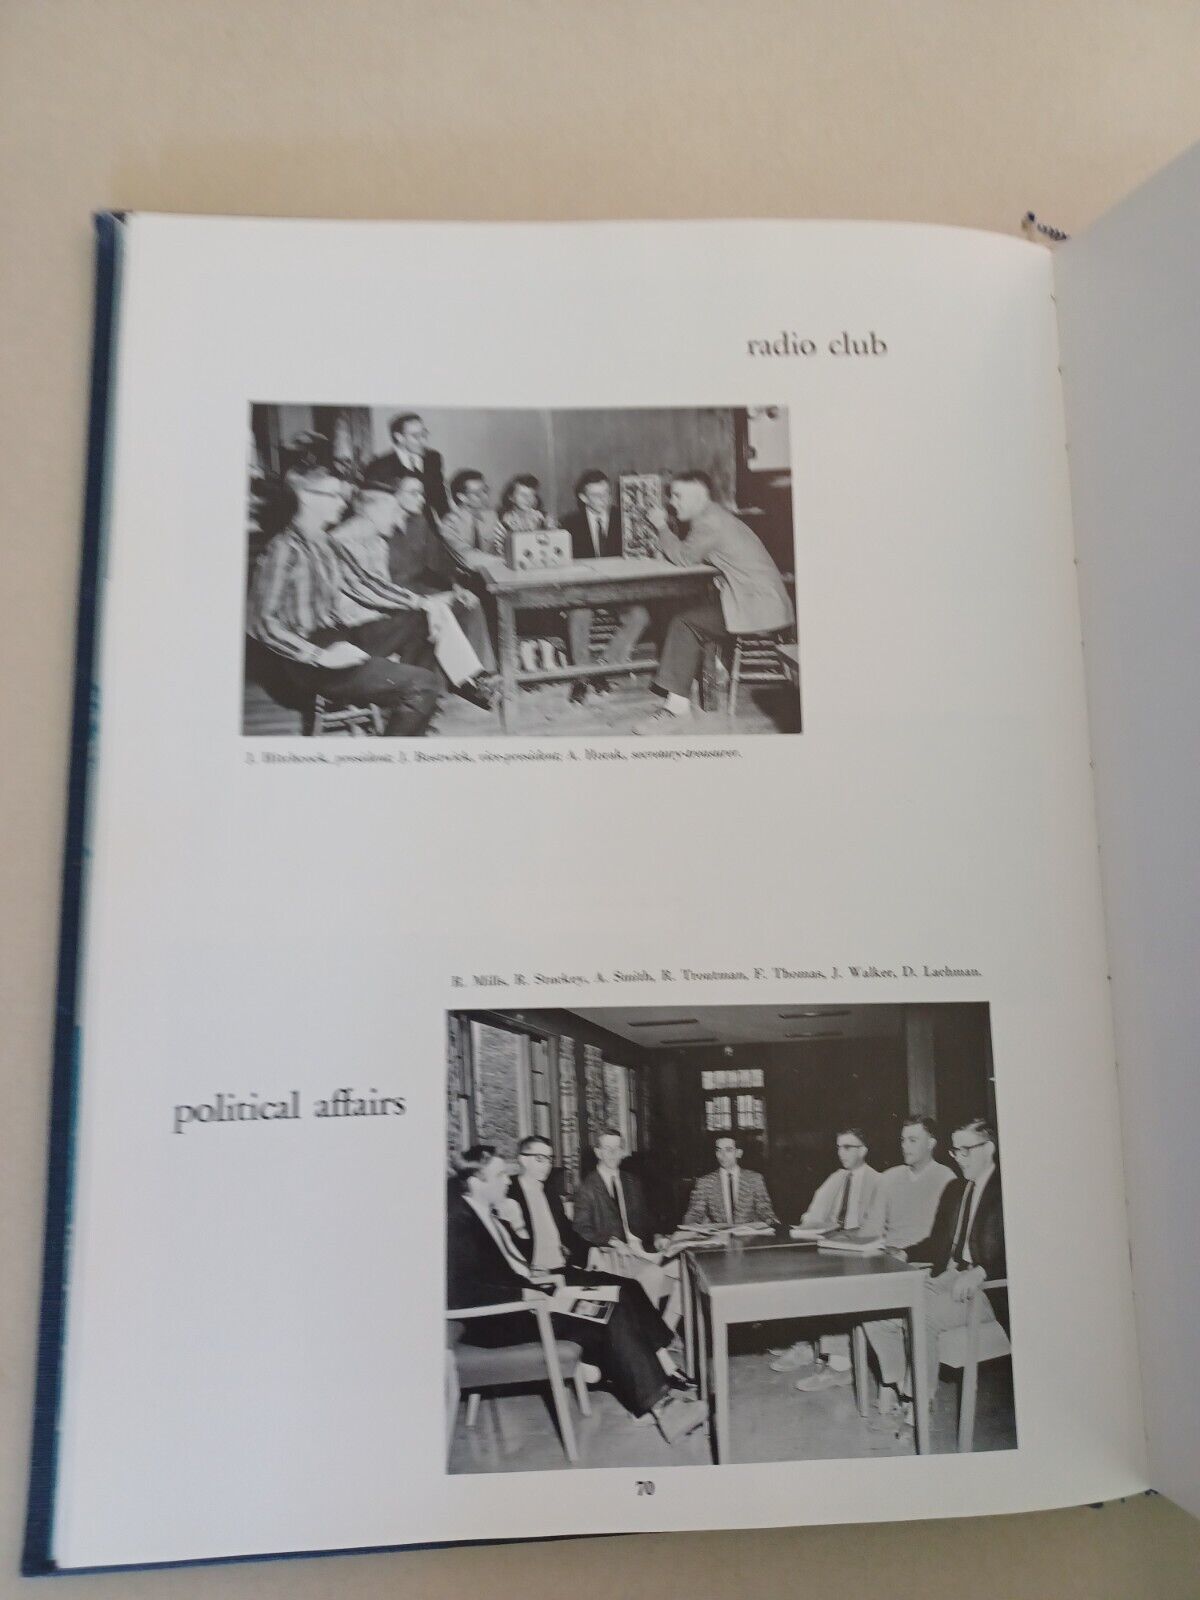 radio club
J. Hitchcock, president; J. Bostwick, vice-president; A. Husak, secretary-treasurer.
R. Mills, R. Stuckey, A. Smith, R. Troutman, F. Thomas, J. Walker, D. Lachman.
political affairs
70